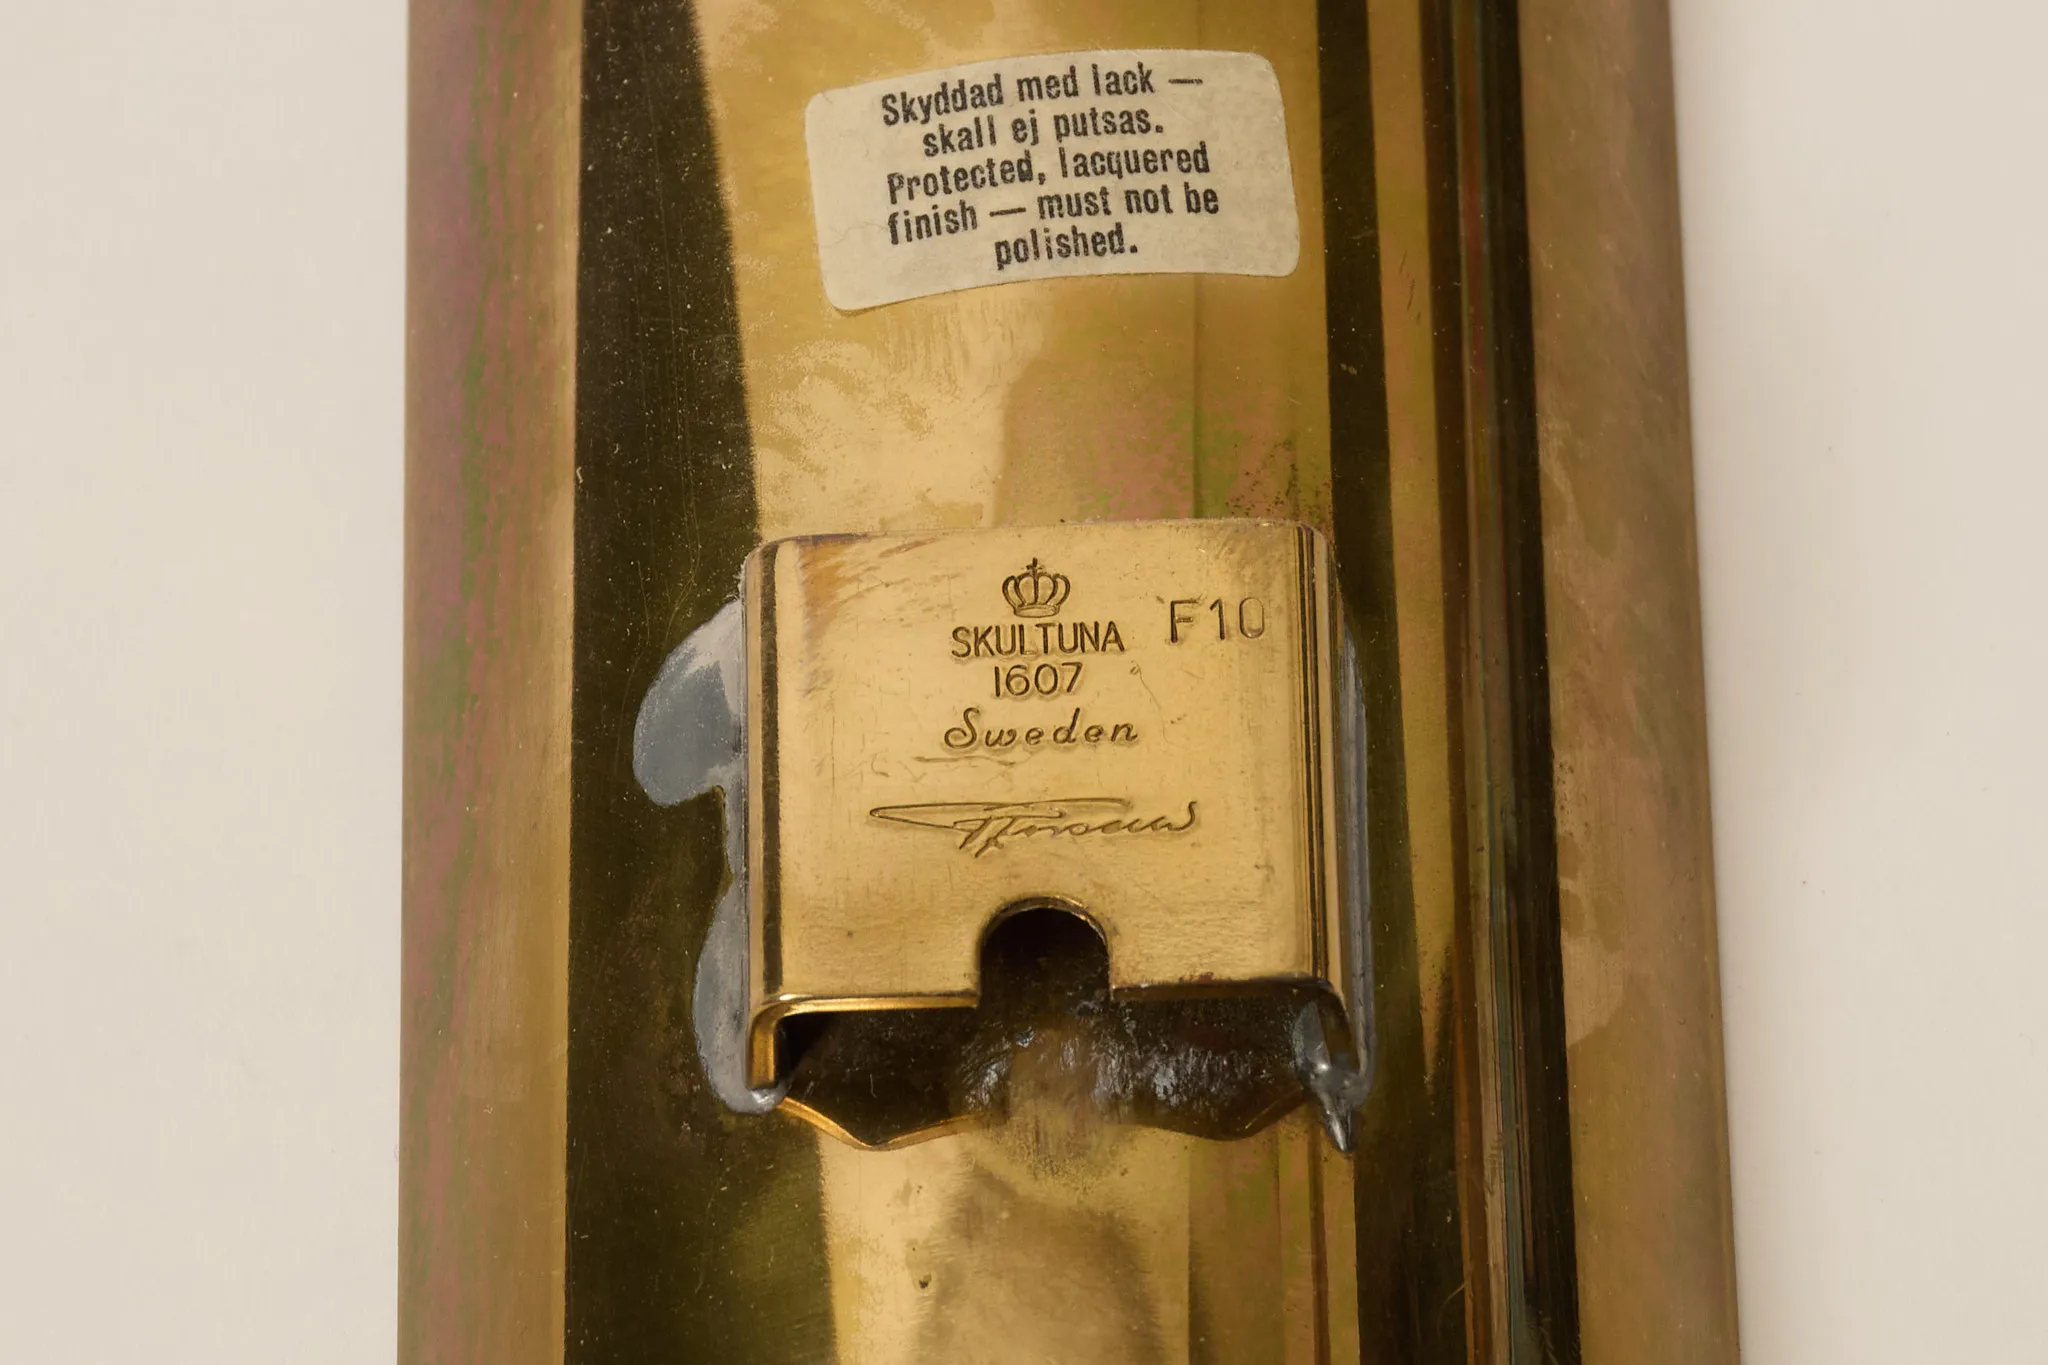 Skyddad med lack —
skall ej putsas.
Protected, lacquered
finish — must not be
polished.
SKULTUNA
F10
1607
Sweden